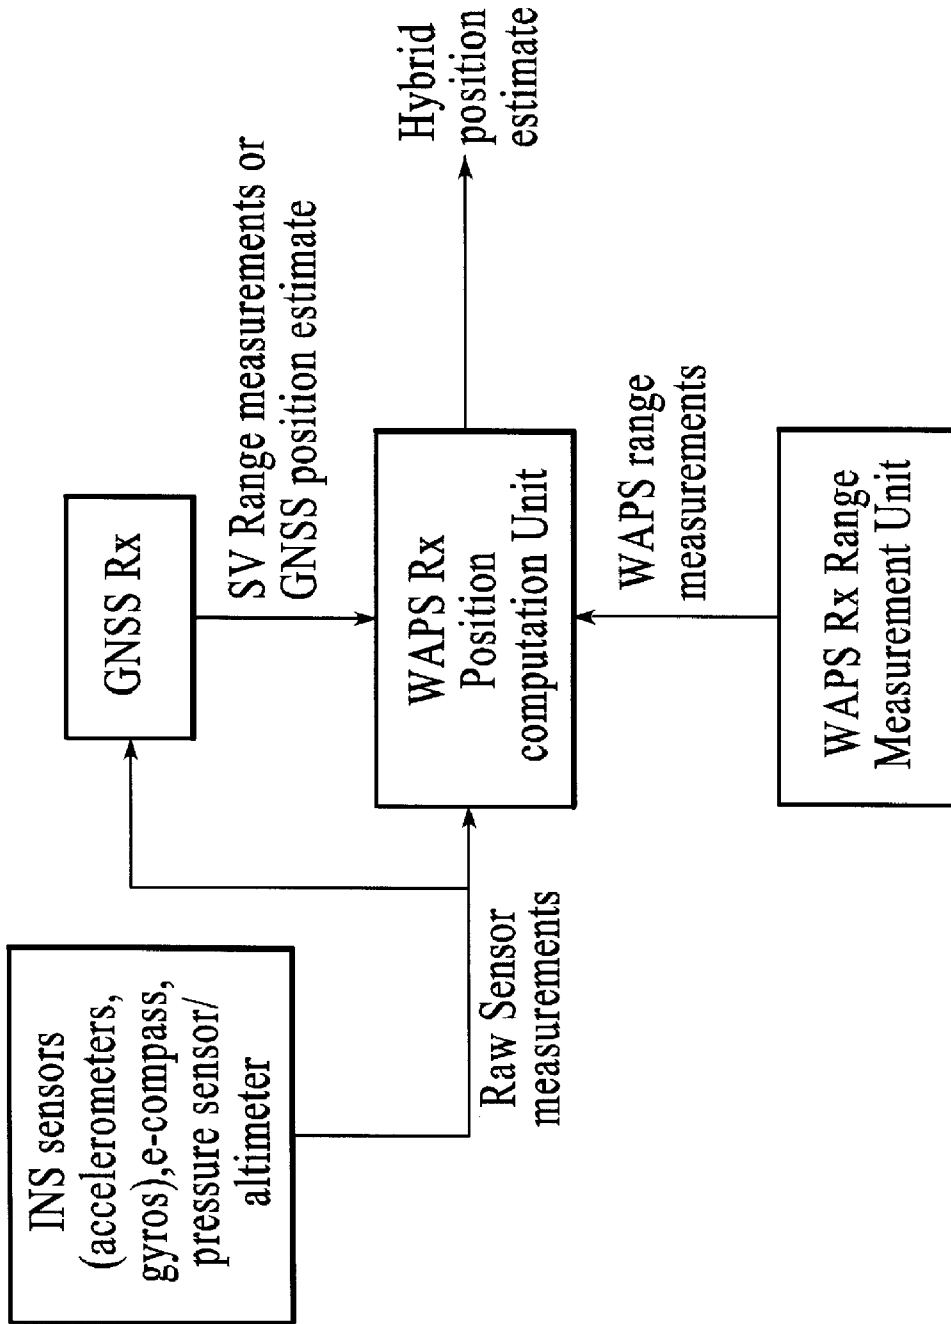 INS sensors
(accelerometers,
gyros),e-compass,
pressure sensor/
altimeter
Raw Sensor
measurements
GNSS Rx
SV Range measurements or
GNSS position estimate
WAPS Rx
Position
computation Unit
Hybrid
position
estimate
WAPS range
measurements
WAPS Rx Range
Measurement Unit